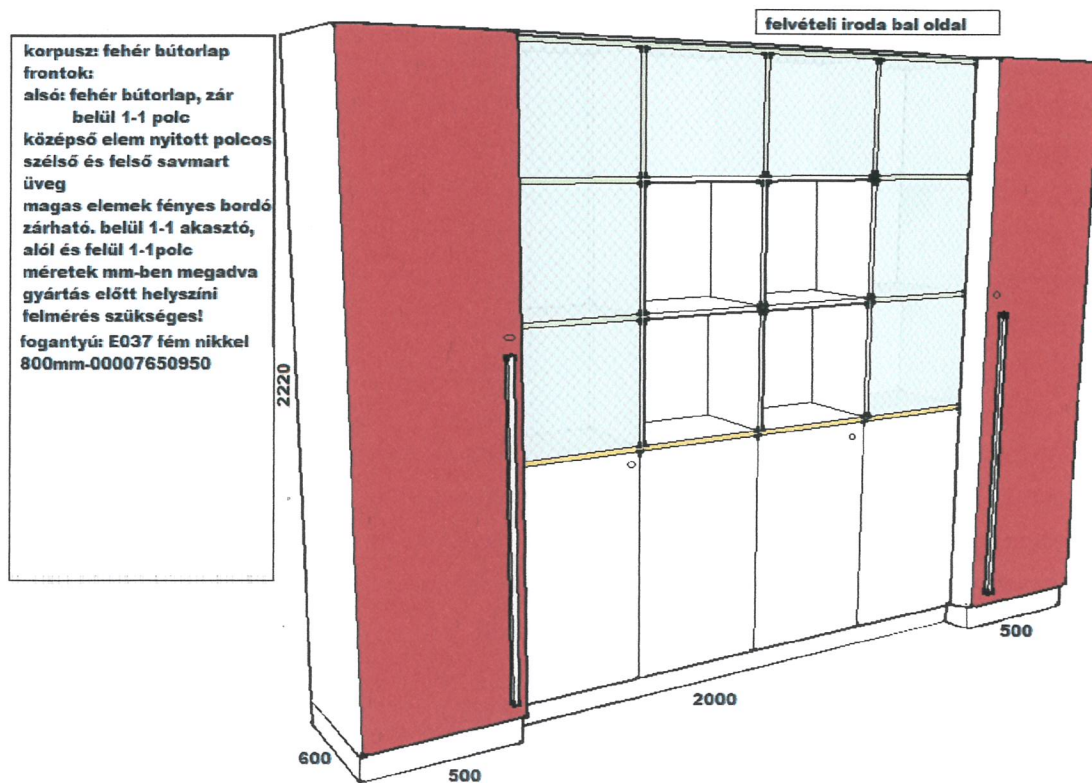 felvételi iroda bal oldal
korpusz: fehér bútorlap
frontok:
alsó: fehér bútorlap, zár
belül 1-1 polc
középső elem nyitott polcos
szélső és felső savmart
üveg
magas elemek fényes bordó
zárható. belül 1-1 akasztó,
alól és felül 1-1polc
méretek mm-ben megadva
gyártás előtt helyszíni
felmérés szükséges!
fogantyú: E037 fém nikkel
800mm-00007650950
2220
600
500
2000
500